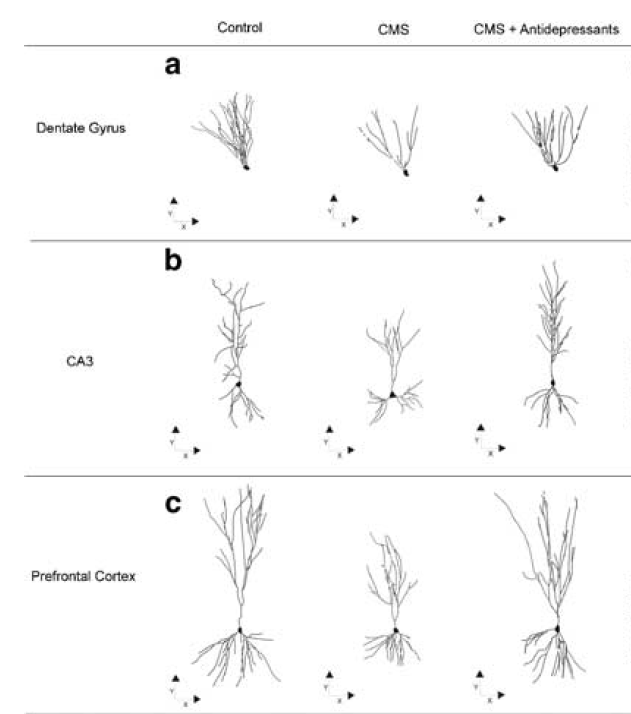 Control CMS CMS + Antidepressants
a
Dentate Gyrus
Y X Y X Y X
b
CA3
Y X Y X Y X
c
Prefrontal Cortex
Y X Y X Y X